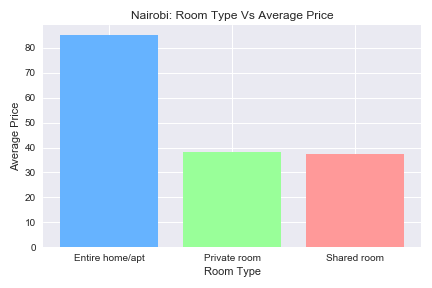 Nairobi: Room Type Vs Average Price
Average Price
80
70
60
50
40
30
20
10
0
Entire home/apt
Private room
Shared room
Room Type